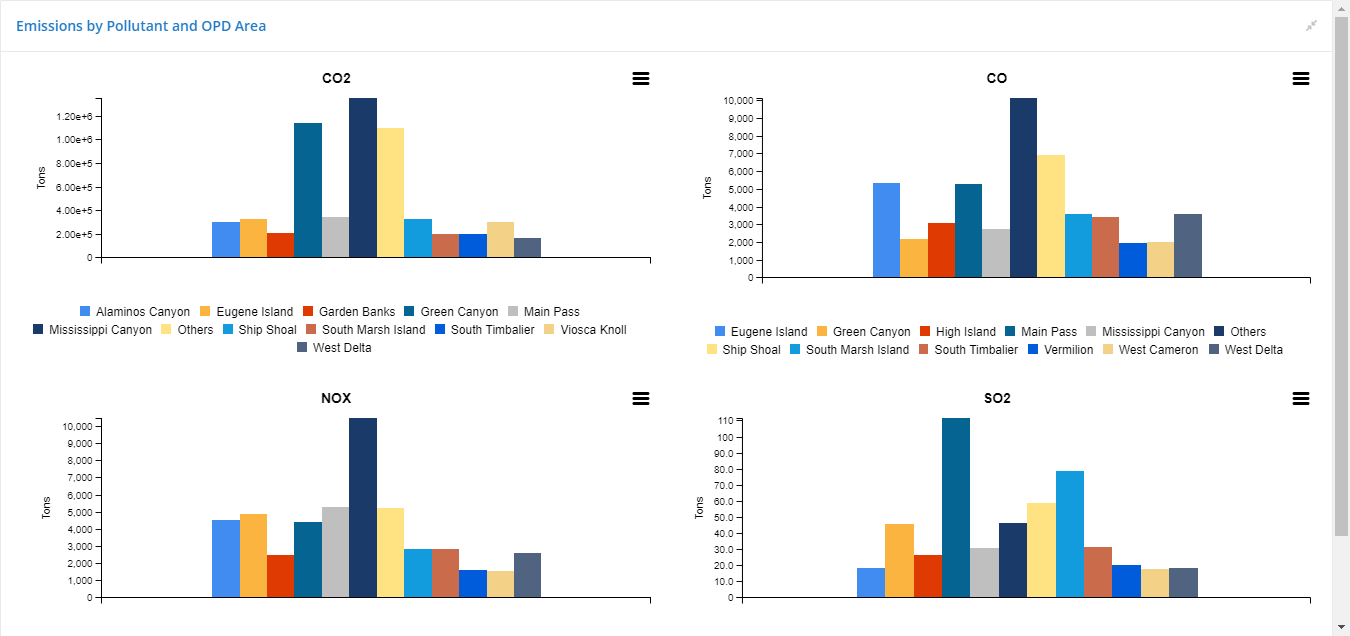 Emissions by Pollutant and OPD Area
CO2
Tons
1.20e+6
1.00e+6
8.00e+5
6.00e+5
4.00e+5
2.00e+5
0
Alaminos Canyon Eugene Island Garden Banks Green Canyon Main Pass
Mississippi Canyon Others Ship Shoal South Marsh Island South Timbalier Viosca Knoll
West Delta
CO
Tons
10,000
9,000
8,000
7,000
6,000
5,000
4,000
3,000
2,000
1,000
0
Eugene Island Green Canyon High Island Main Pass Mississippi Canyon Others
Ship Shoal South Marsh Island South Timbalier Vermilion West Cameron West Delta
NOX
Tons
10,000
9,000
8,000
7,000
6,000
5,000
4,000
3,000
2,000
1,000
0
SO2
Tons
110
100
90.0
80.0
70.0
60.0
50.0
40.0
30.0
20.0
10.0
0